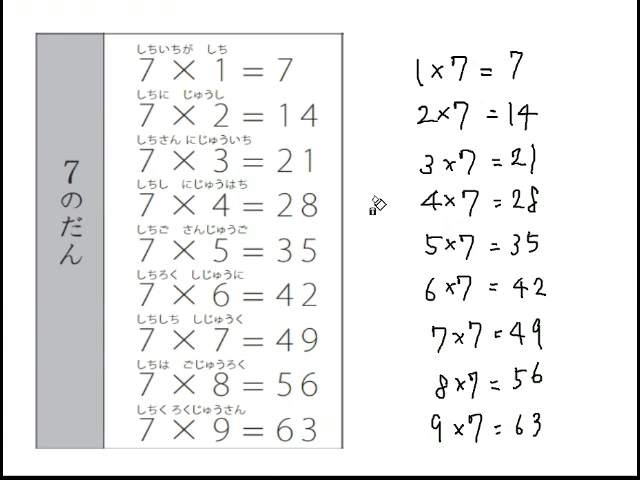 7のだん
しちいちが しち
7 × 1 = 7
しちに じゅうし
7 × 2 = 14
しちさん にじゅういち
7 × 3 = 21
しちし にじゅうはち
7 × 4 = 28
しちご さんじゅうご
7 × 5 = 35
しちろく しじゅうに
7 × 6 = 42
しちしち しじゅうく
7 × 7 = 49
しちは ごじゅうろく
7 × 8 = 56
しちく ろくじゅうさん
7 × 9 = 63
1×7 = 7
2×7 = 14
3×7 = 21
4×7 = 28
5×7 = 35
6×7 = 42
7×7 = 49
8×7 = 56
9×7 = 63